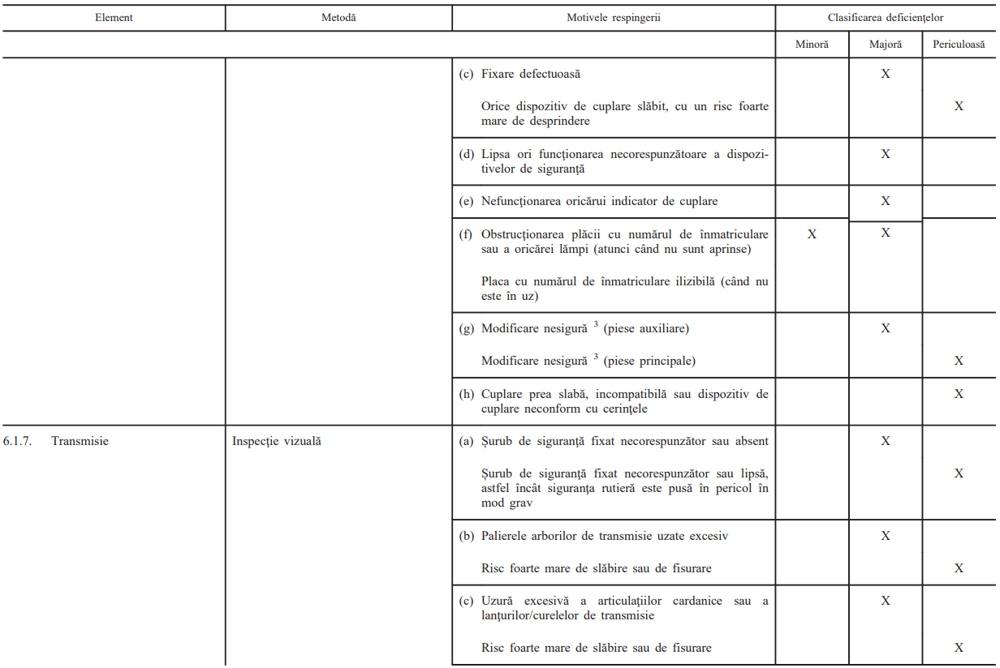 Element Metodă Motivele respingerii Clasificarea deficiențelor
Minoră Majoră Periculoasă
(c) Fixare defectuoasă X
Orice dispozitiv de cuplare slăbit, cu un risc foarte X
mare de desprindere
(d) Lipsa ori funcționarea necorespunzătoare a dispozi- X
tivelor de siguranță
(e) Nefuncționarea oricărui indicator de cuplare X
(f) Obstrucționarea plăcii cu numărul de înmatriculare X X
sau a oricărei lămpi (atunci când nu sunt aprinse)
Placa cu numărul de înmatriculare ilizibilă (când nu
este în uz)
(g) Modificare nesigură 3 (piese auxiliare) X
Modificare nesigură 3 (piese principale) X
(h) Cuplare prea slabă, incompatibilă sau dispozitiv de X
cuplare neconform cu cerințele
6.1.7. Transmisie Inspecție vizuală (a) Șurub de siguranță fixat necorespunzător sau absent X
Șurub de siguranță fixat necorespunzător sau lipsă, X
astfel încât siguranța rutieră este pusă în pericol în
mod grav
(b) Palierele arborilor de transmisie uzate excesiv X
Risc foarte mare de slăbire sau de fisurare X
(c) Uzură excesivă a articulațiilor cardanice sau a X
lanțurilor/curelelor de transmisie
Risc foarte mare de slăbire sau de fisurare X